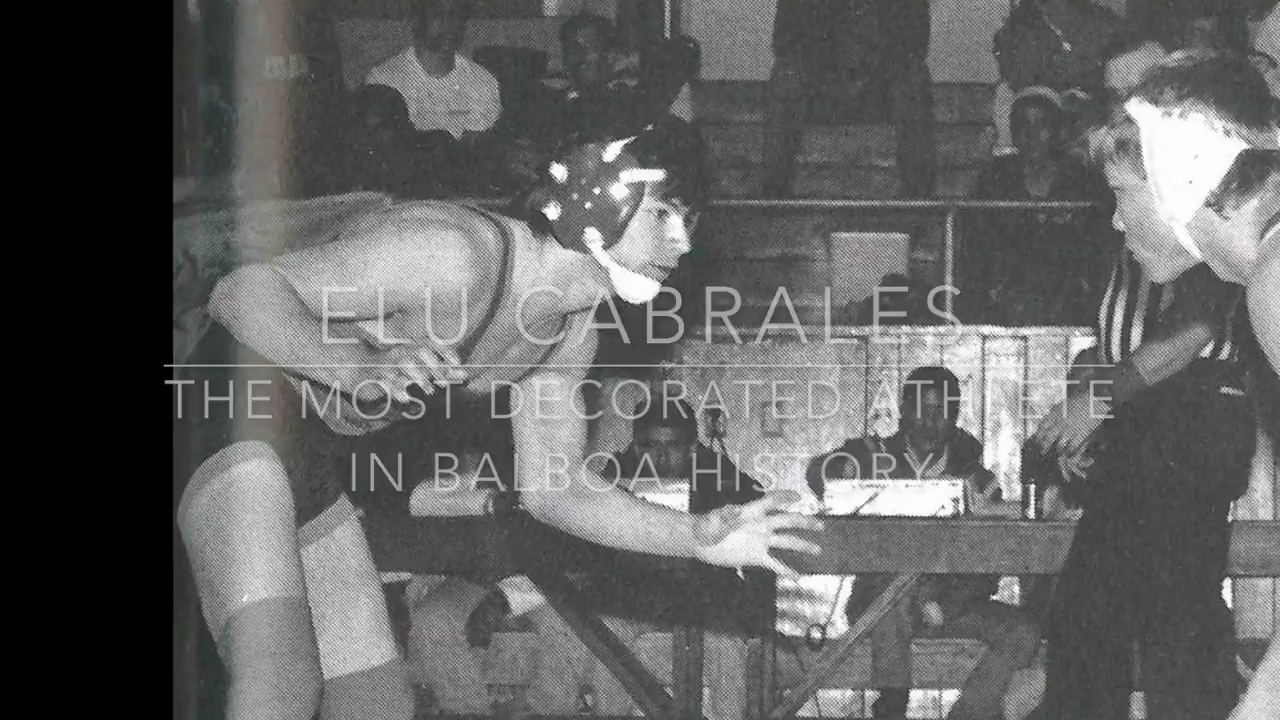 ELU CABRALES
THE MOST DECORATED ATHLETE
IN BALBOA HISTORY